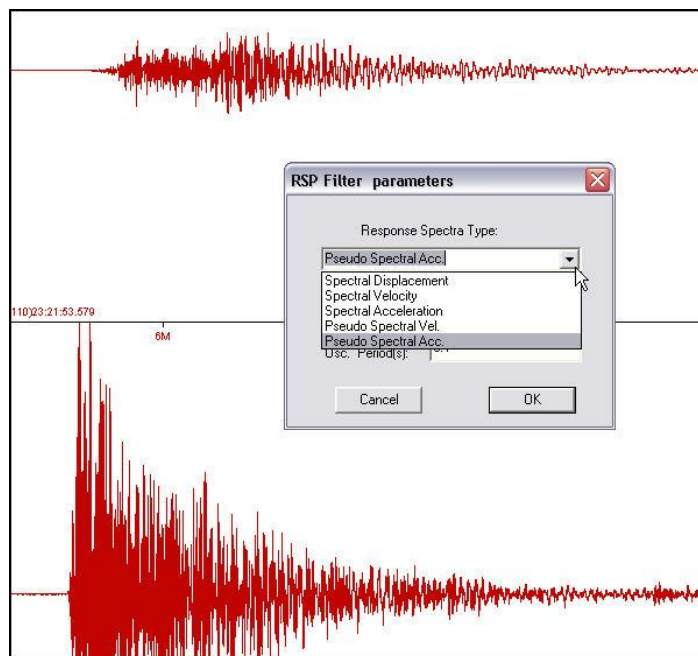 RSP Filter parameters
Response Spectra Type:
Pseudo Spectral Acc.
Spectral Displacement
Spectral Velocity
Spectral Acceleration
Pseudo Spectral Vel.
Pseudo Spectral Acc.
110)23:21:53.579
6M
Osc. Period(s):
Cancel OK